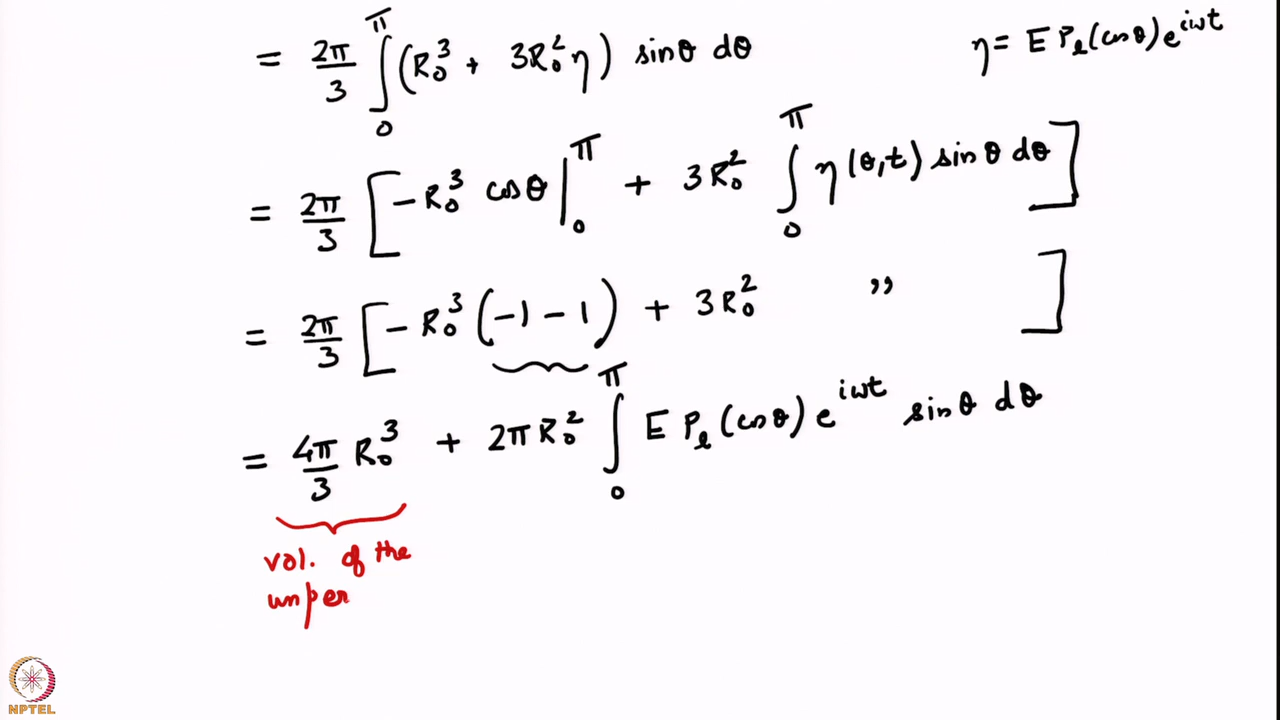 = 2π/3 ∫₀^π (R₀³ + 3R₀²η) sinθ dθ η = E Pₗ(cosθ) e^{iωt}
= 2π/3 [ -R₀³ cosθ |₀^π + 3R₀² ∫₀^π η(θ,t) sinθ dθ ]
= 2π/3 [ -R₀³ (-1 - 1) + 3R₀² ,, ]
= 4π/3 R₀³ + 2πR₀² ∫₀^π E Pₗ(cosθ) e^{iωt} sinθ dθ
vol. of the
unper
NPTEL